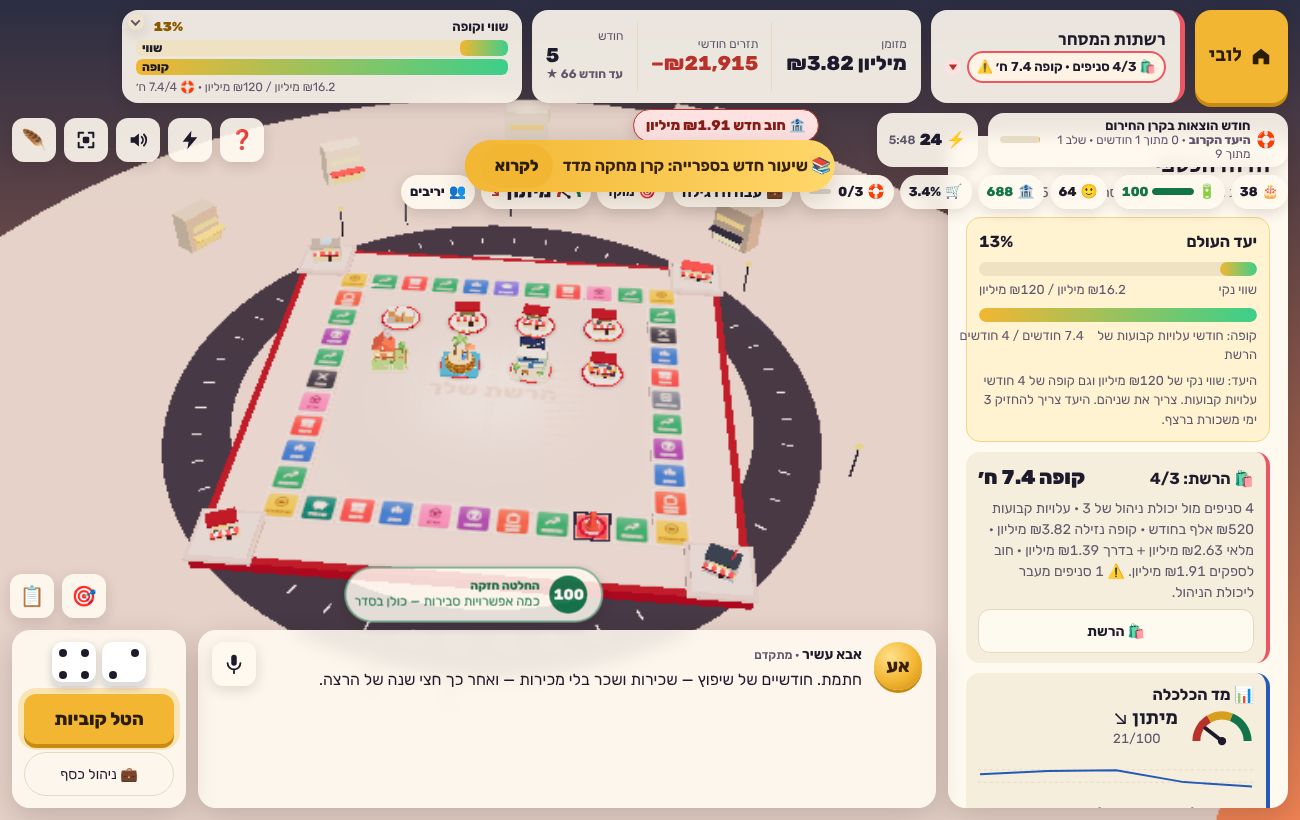 לובי
רשתות המסחר
🛍️ 4/3 סניפים • קופה 7.4 ח׳ ⚠️
מזומן
₪3.82 מיליון
תזרים חודשי
−₪21,915
חודש
5
עד חודש 66 ★
שווי וקופה
13%
שווי
קופה
₪16.2 מיליון / ₪120 מיליון • 🛟 7.4/4 ח׳
חודש הוצאות בקרן החירום
היעד הקרוב • 0 מתוך 1 חודשים • שלב 1 מתוך 9
⚡ 24 5:48
🏦 חוב חדש ₪1.91 מיליון
📚 שיעור חדש בספרייה: קרן מחקה מדד
לקרוא
38
100
64
688
3.4%
0/3
מיתון
יריבים
יעד העולם
13%
שווי נקי
₪16.2 מיליון / ₪120 מיליון
קופה: חודשי עלויות קבועות של הרשת
7.4 חודשים / 4 חודשים
היעד: שווי נקי של ₪120 מיליון וגם קופה של 4 חודשי
עלויות קבועות. צריך את שניהם. היעד צריך להחזיק 3
ימי משכורת ברצף.
🛍️ הרשת: 4/3
קופה 7.4 ח׳
4 סניפים מול יכולת ניהול של 3 • עלויות קבועות
₪520 אלף בחודש • קופה נזילה ₪3.82 מיליון •
מלאי ₪2.63 מיליון + בדרך ₪1.39 מיליון • חוב
לספקים ₪1.91 מיליון. ⚠️ 1 סניפים מעבר
ליכולת הניהול.
🛍️ הרשת
📊 מד הכלכלה
מיתון ↘
21/100
הרשת שלך
100
החלטה חזקה
כמה אפשרויות סבירות – כולן בסדר
אע
אבא עשיר • מתקדם
חתמת. חודשיים של שיפוץ – שכירות ושכר בלי מכירות – ואחר כך חצי שנה של הרצה.
הטל קוביות
💼 ניהול כסף